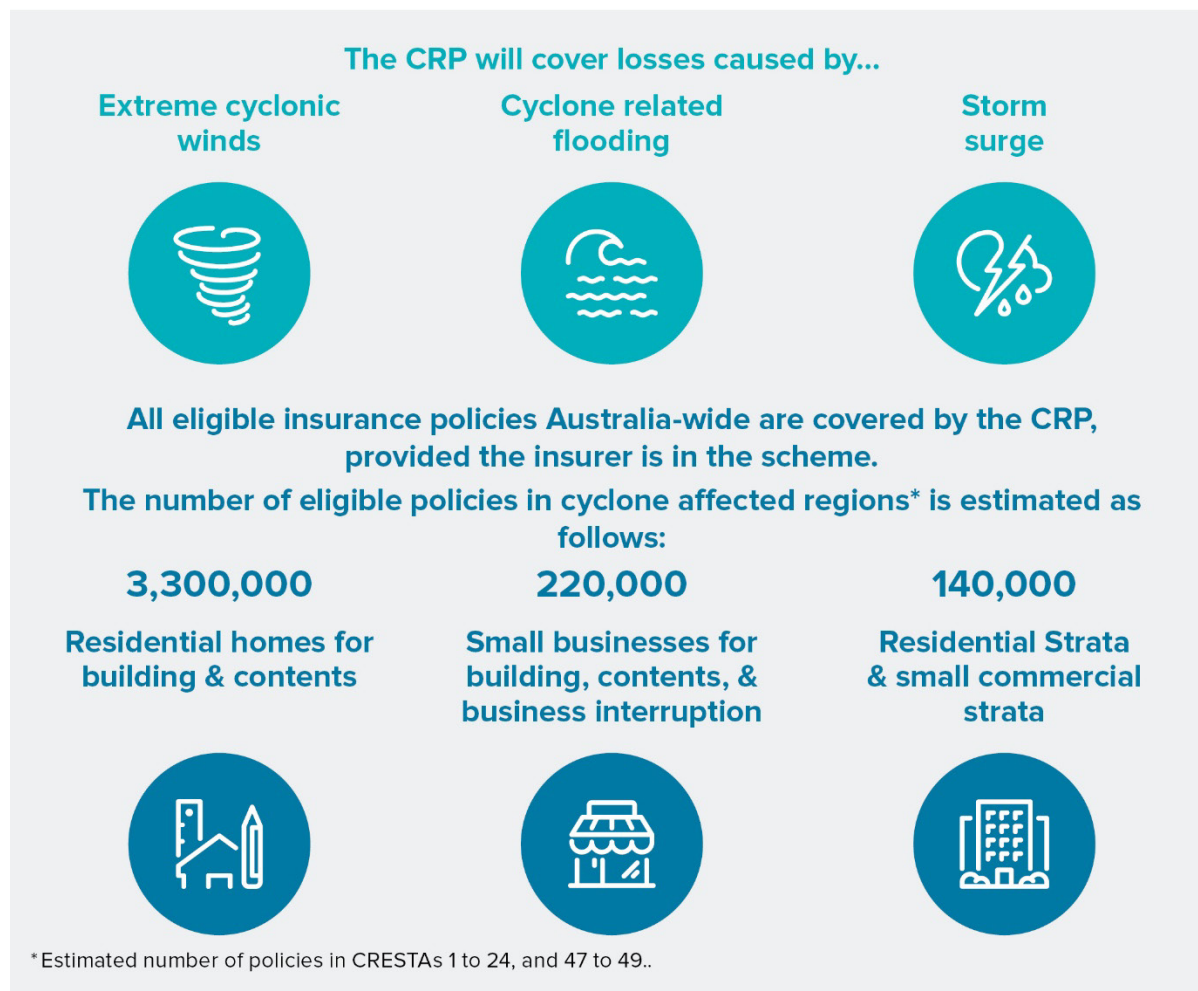 The CRP will cover losses caused by...
Extreme cyclonic
winds
Cyclone related
flooding
Storm
surge
All eligible insurance policies Australia-wide are covered by the CRP,
provided the insurer is in the scheme.
The number of eligible policies in cyclone affected regions* is estimated as
follows:
3,300,000
Residential homes for
building & contents
220,000
Small businesses for
building, contents, &
business interruption
140,000
Residential Strata
& small commercial
strata
* Estimated number of policies in CRESTAs 1 to 24, and 47 to 49..